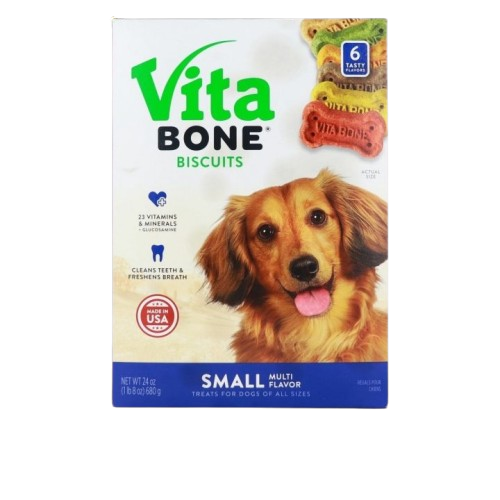 Vita
BONE®
BISCUITS
6
TASTY
FLAVORS
VITA BONE
ACTUAL
SIZE
23 VITAMINS
& MINERALS
+ GLUCOSAMINE
CLEANS TEETH &
FRESHENS BREATH
MADE IN
USA
SMALL MULTI
FLAVOR
TREATS FOR DOGS OF ALL SIZES
NET WT 24 oz
(1 lb 8 oz) 680 g